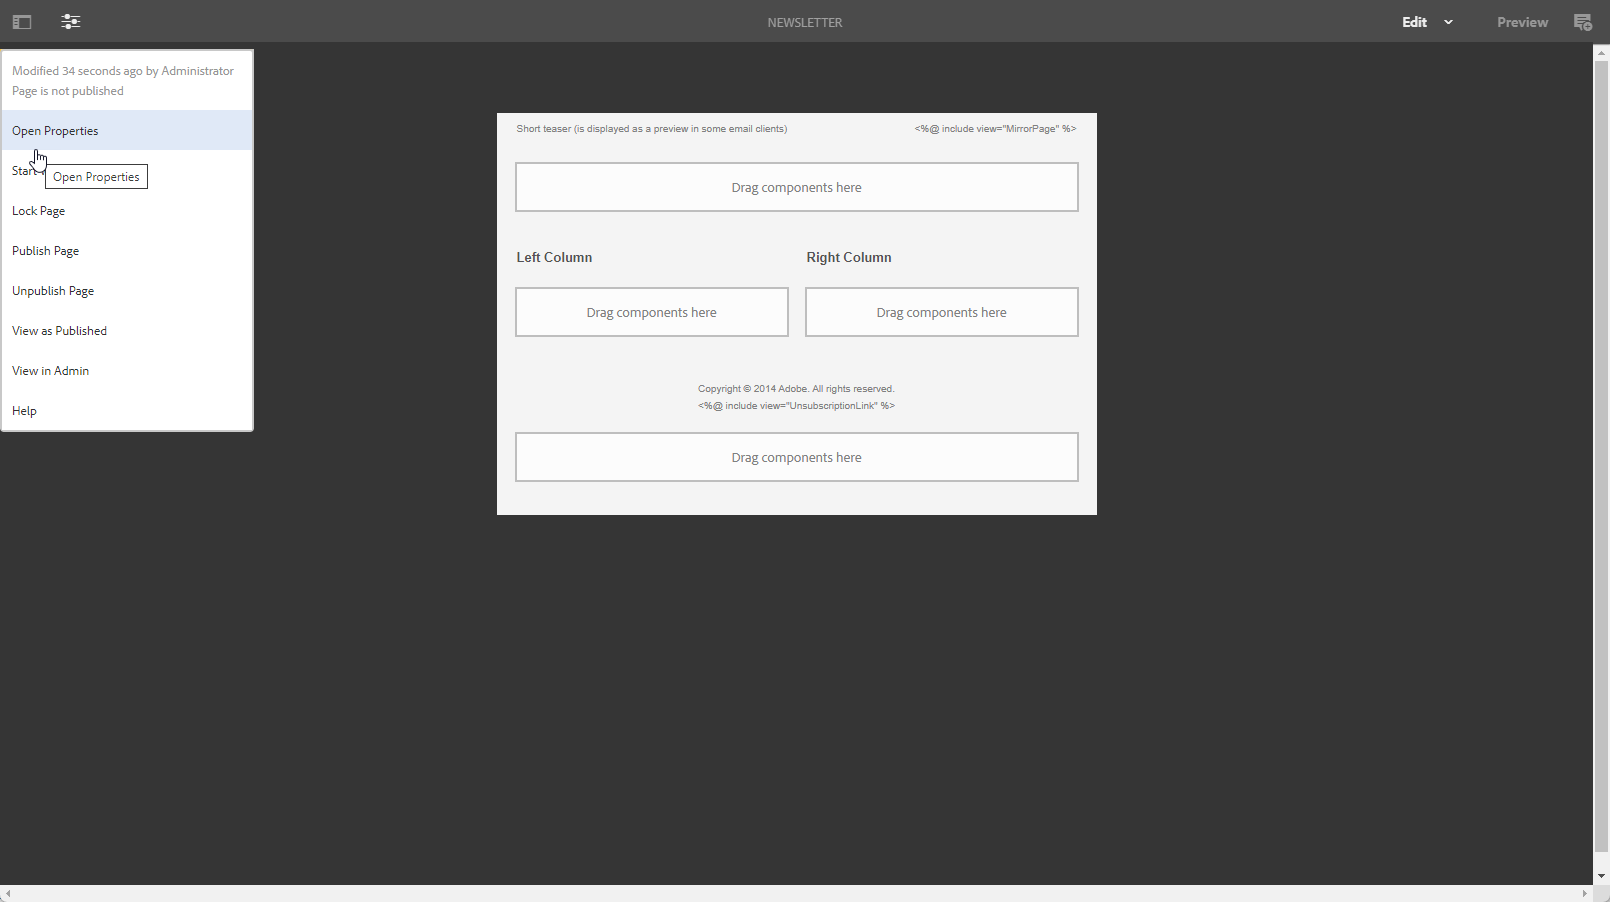 NEWSLETTER
Edit
Preview
Modified 34 seconds ago by Administrator
Page is not published
Open Properties
Start
Open Properties
Lock Page
Publish Page
Unpublish Page
View as Published
View in Admin
Help
Short teaser (is displayed as a preview in some email clients)
<%@ include view="MirrorPage" %>
Drag components here
Left Column
Right Column
Drag components here
Drag components here
Copyright © 2014 Adobe. All rights reserved.
<%@ include view="UnsubscriptionLink" %>
Drag components here